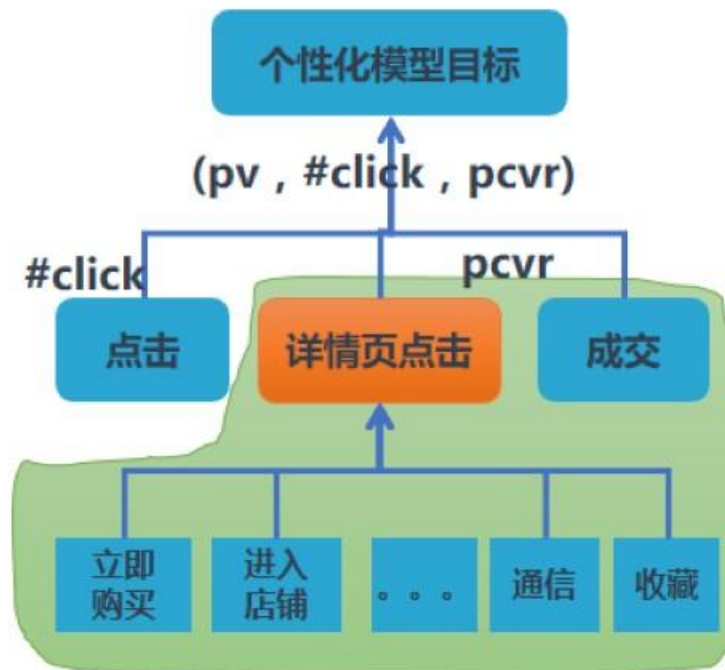 个性化模型目标
(pv , #click , pcvr)
#click
pcvr
点击
详情页点击
成交
立即
购买
进入
店铺
。。。
通信
收藏